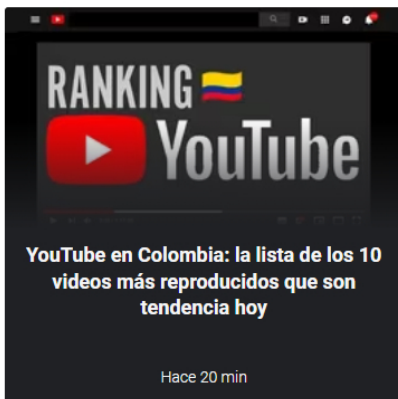 RANKING
YouTube
YouTube en Colombia: la lista de los 10
videos más reproducidos que son
tendencia hoy
Hace 20 min